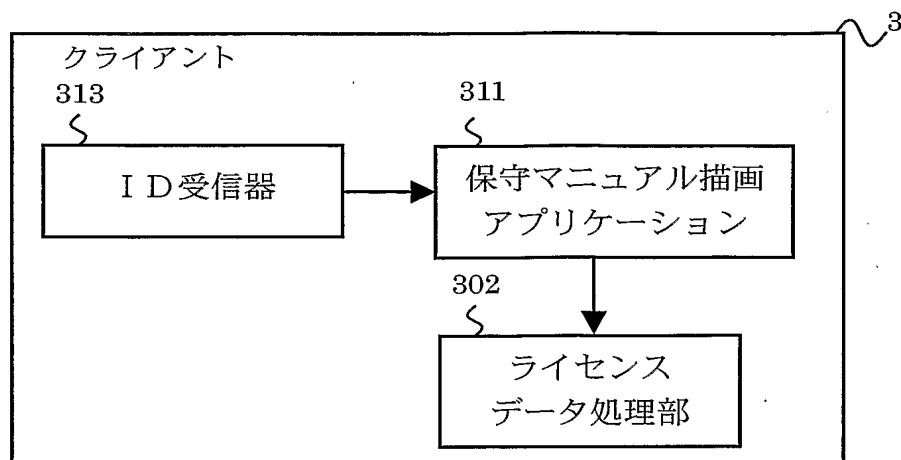 3
クライアント
313
311
ID受信器
保守マニュアル描画
アプリケーション
302
ライセンス
データ処理部